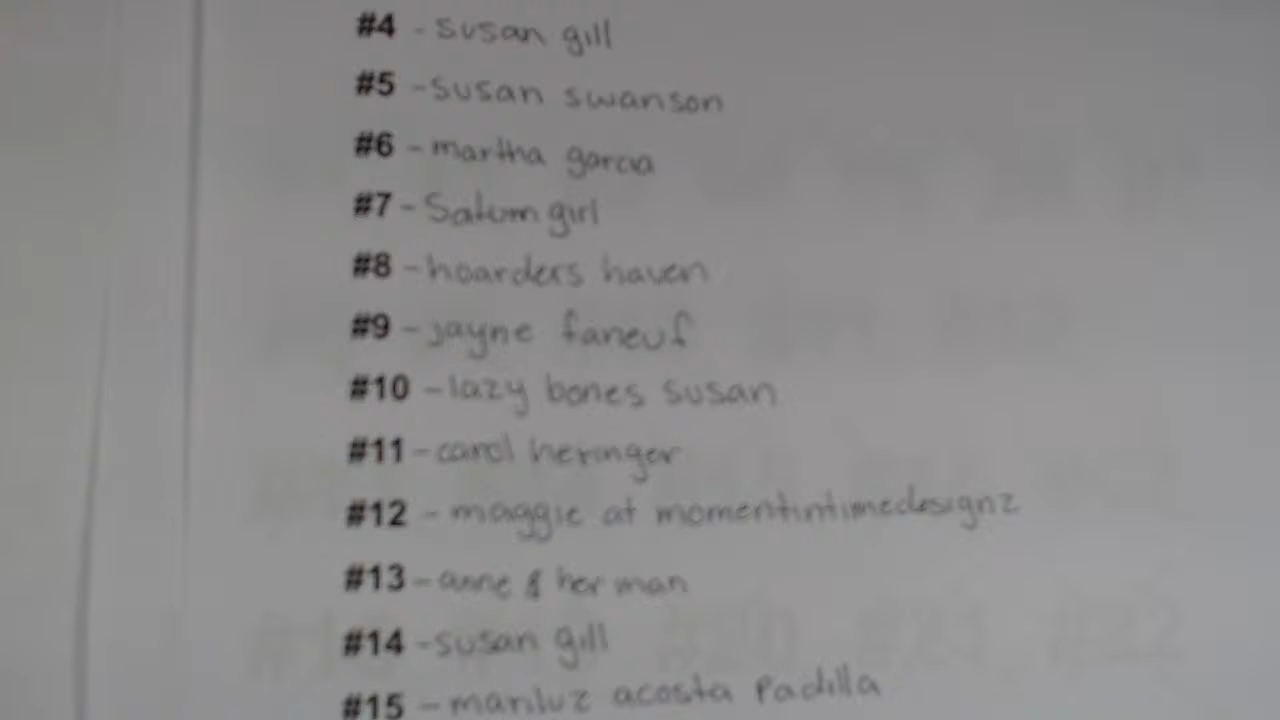 #4 - susan gill
#5 - susan swanson
#6 - martha garcia
#7 - Saturn girl
#8 - hoarders haven
#9 - jayne faneuf
#10 - lazy bones susan
#11 - carol heringer
#12 - maggie at momentintimedesignz
#13 - anne & her man
#14 - susan gill
#15 - mariluz acosta Padilla